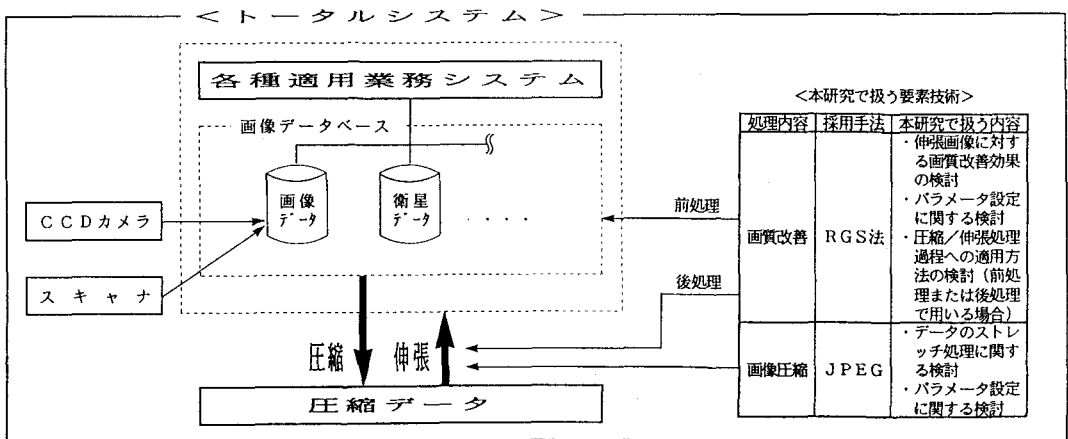 ＜トータルシステム＞
各種適用業務システム
画像データベース
画像
データ
衛星
データ
・・・・
CCDカメラ
スキャナ
前処理
後処理
圧縮
伸張
圧縮データ
＜本研究で扱う要素技術＞
処理内容 採用手法 本研究で扱う内容
画質改善
RGS法
・伸張画像に対す
る画質改善効果
の検討
・パラメータ設定
に関する検討
・圧縮／伸張処理
過程への適用方
法の検討（前処
理または後処理
で用いる場合）
画像圧縮
JPEG
・データのストレ
ッチ処理に関す
る検討
・パラメータ設定
に関する検討